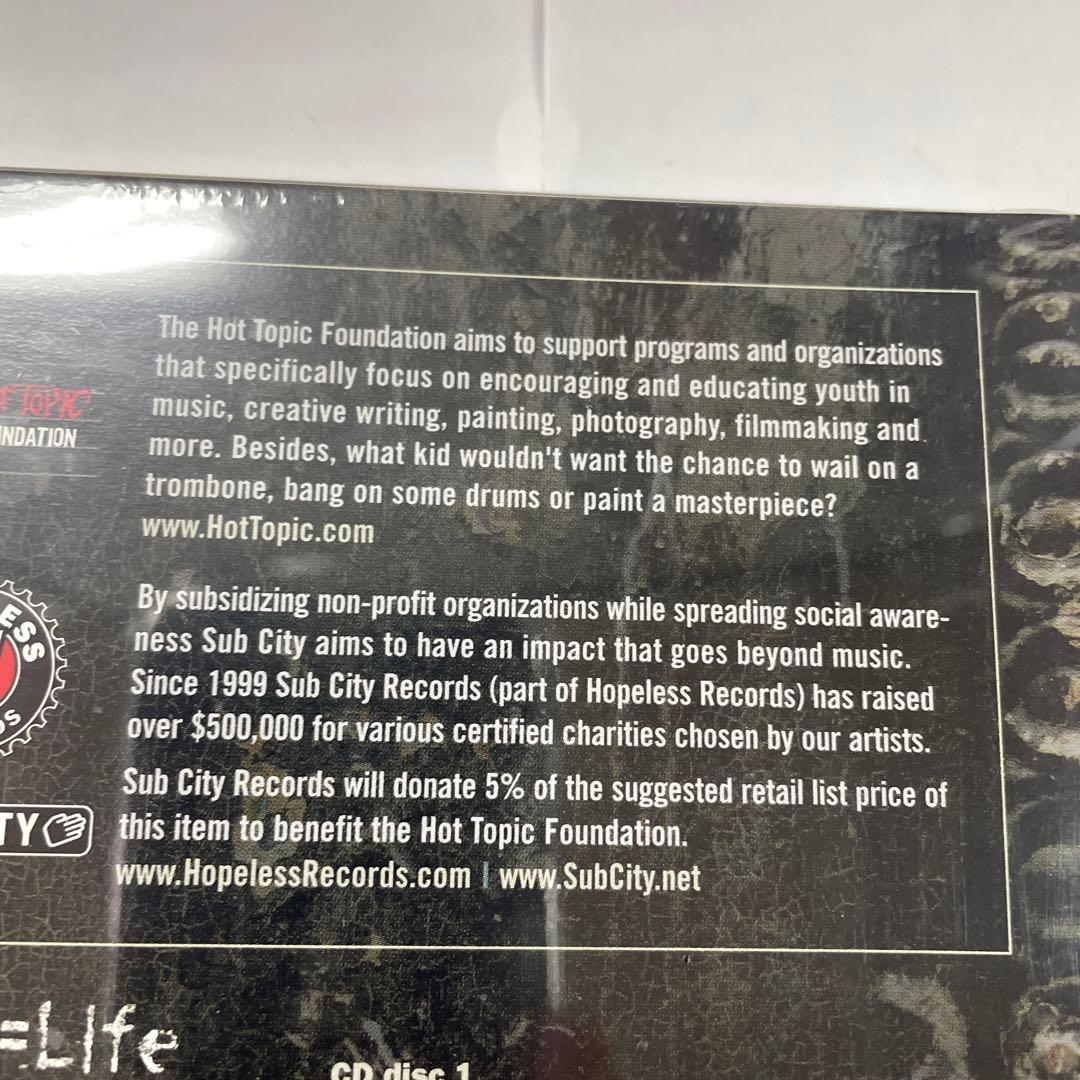 The Hot Topic Foundation aims to support programs and organizations
that specifically focus on encouraging and educating youth in
music, creative writing, painting, photography, filmmaking and
more. Besides, what kid wouldn't want the chance to wail on a
trombone, bang on some drums or paint a masterpiece?
www.HotTopic.com
T TOPIC
NDATION
By subsidizing non-profit organizations while spreading social aware-
ness Sub City aims to have an impact that goes beyond music.
Since 1999 Sub City Records (part of Hopeless Records) has raised
over $500,000 for various certified charities chosen by our artists.
ESS
DS
Sub City Records will donate 5% of the suggested retail list price of
this item to benefit the Hot Topic Foundation.
www.HopelessRecords.com | www.SubCity.net
TY
=LIfe
CD disc 1